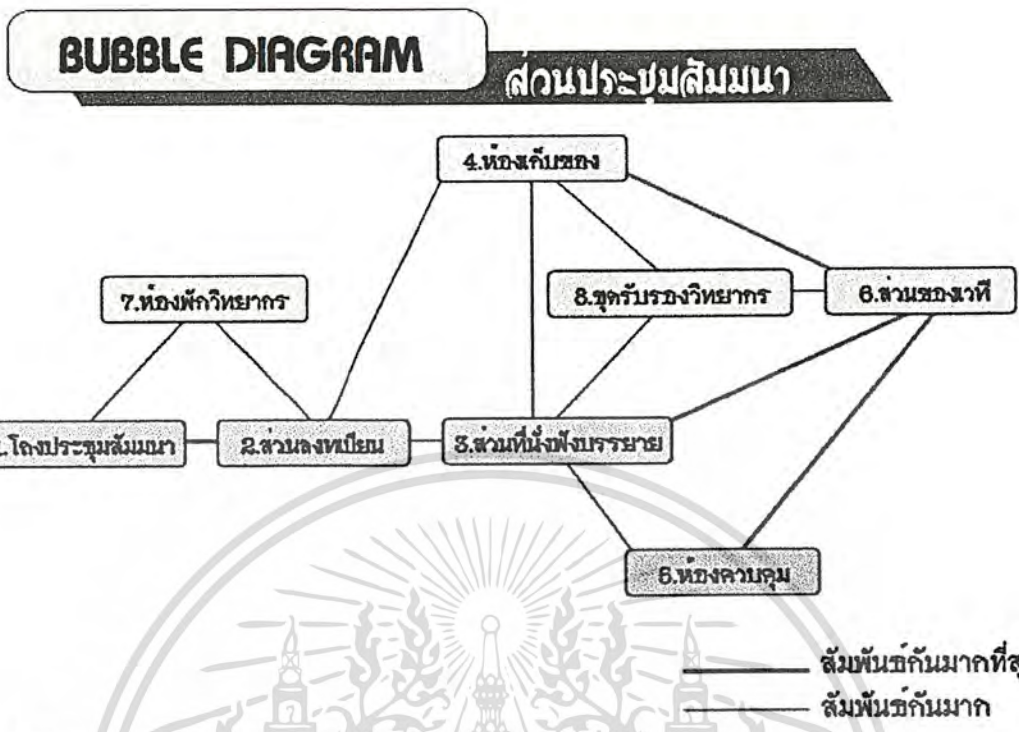 BUBBLE DIAGRAM
ส่วนประชุมสัมมนา
4.ห้องเก็บของ
7.ห้องพักวิทยากร
8.ชุดรับรองวิทยากร
6.ส่วนของเวที
1.โถงประชุมสัมมนา
2.ส่วนลงทะเบียน
3.ส่วนที่นั่งฟังบรรยาย
5.ห้องควบคุม
สัมพันธ์กันมากที่สุ
สัมพันธ์กันมาก